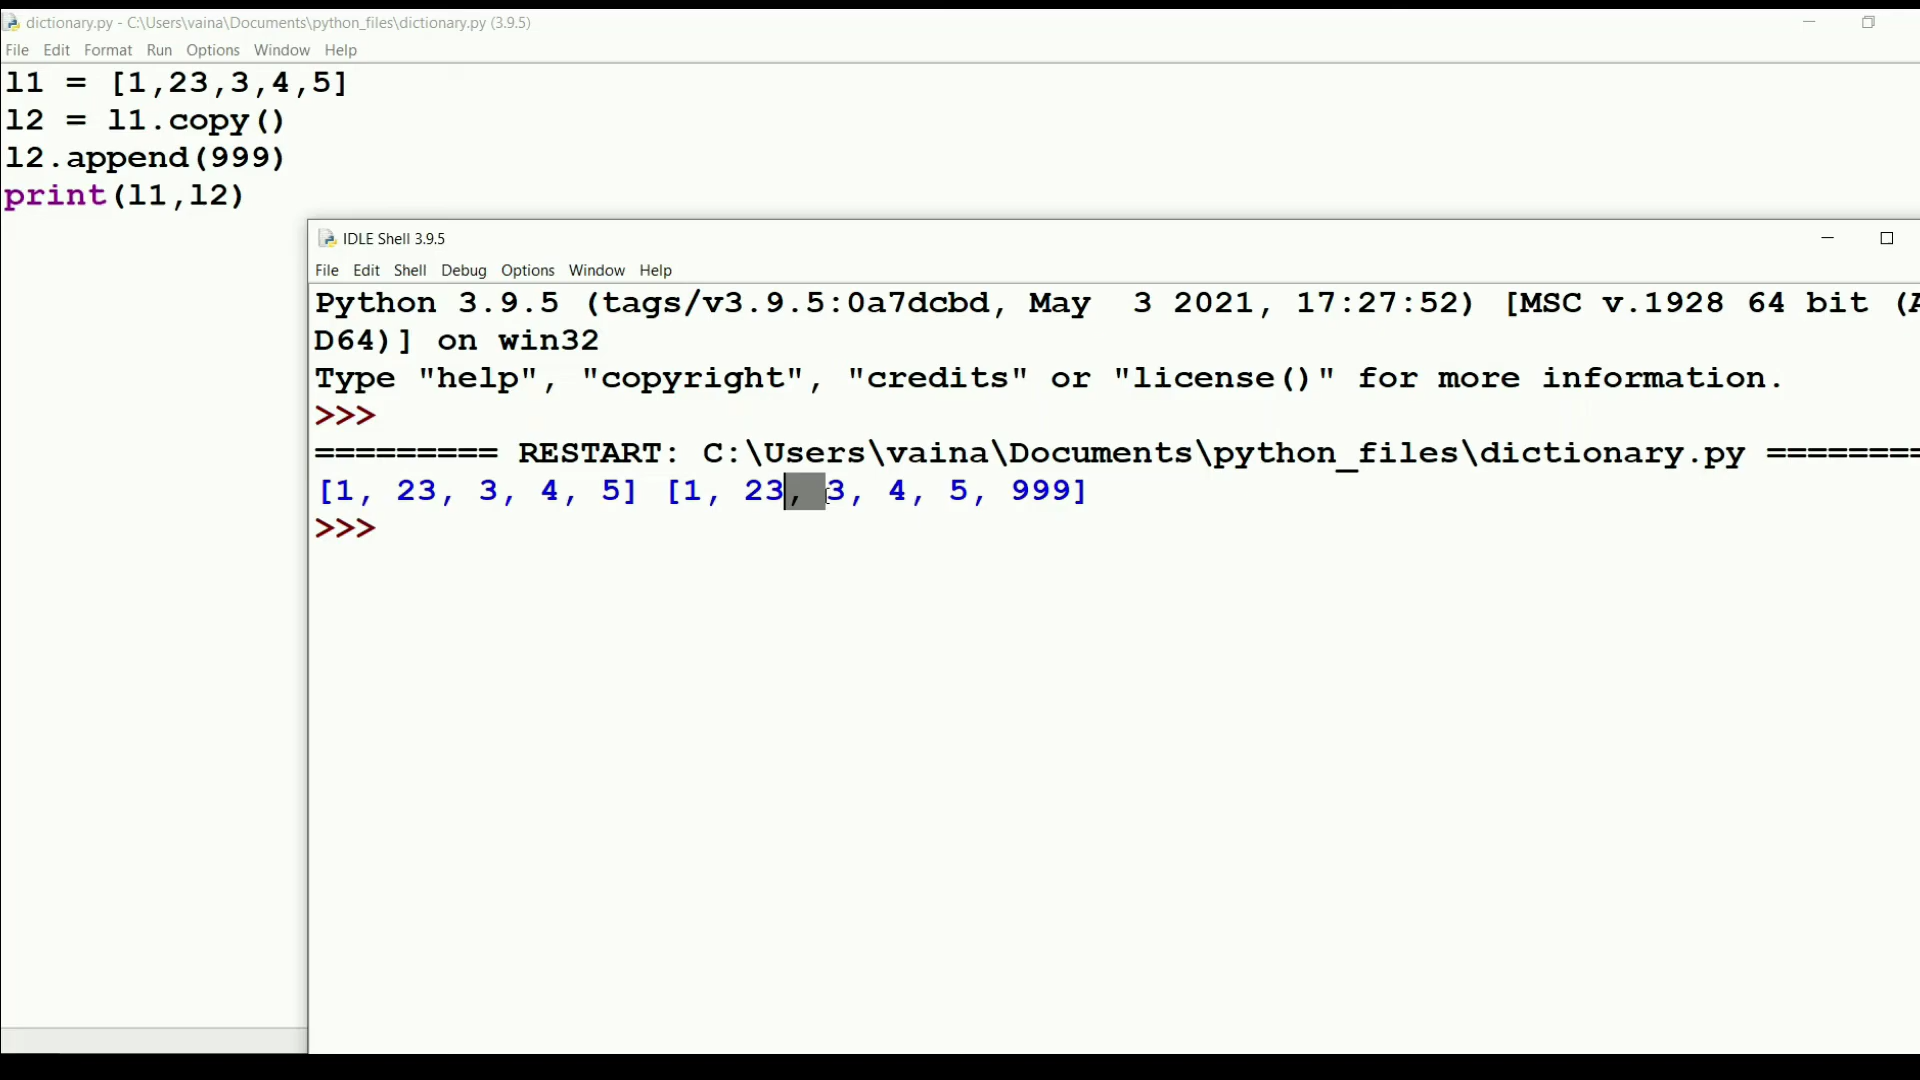 dictionary.py - C:\Users\vaina\Documents\python_files\dictionary.py (3.9.5)
File Edit Format Run Options Window Help
l1 = [1,23,3,4,5]
l2 = l1.copy()
l2.append(999)
print(l1,l2)
IDLE Shell 3.9.5
File Edit Shell Debug Options Window Help
Python 3.9.5 (tags/v3.9.5:0a7dcbd, May  3 2021, 17:27:52) [MSC v.1928 64 bit (A
D64)] on win32
Type "help", "copyright", "credits" or "license()" for more information.
>>>
========= RESTART: C:\Users\vaina\Documents\python_files\dictionary.py ========
[1, 23, 3, 4, 5] [1, 23, 3, 4, 5, 999]
>>>